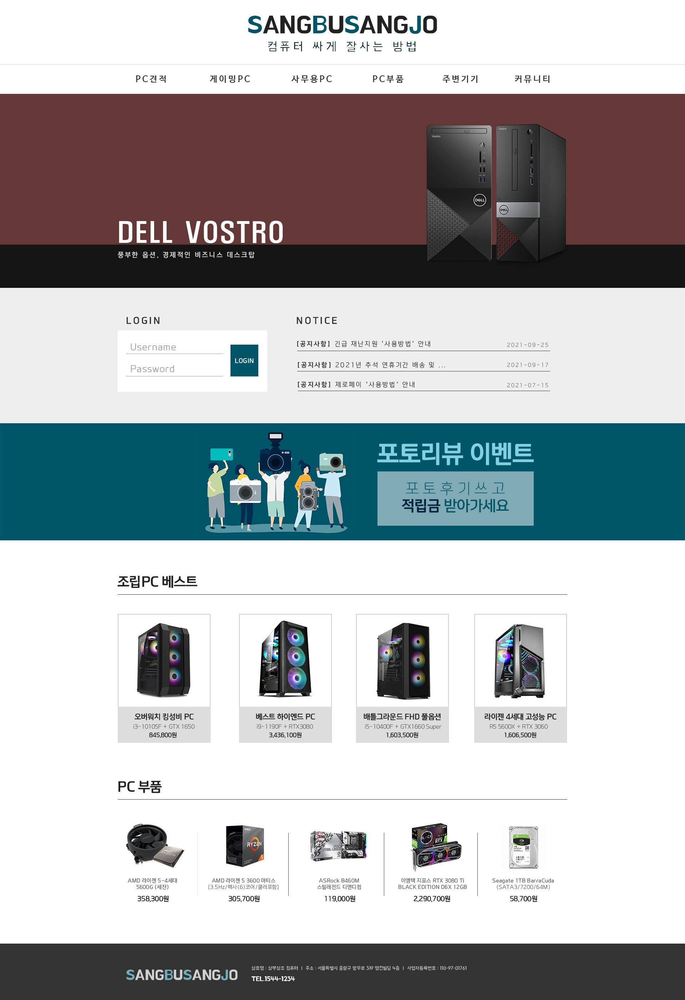 SANGBUSANGJO
컴퓨터 싸게 잘사는 방법
PC견적 게이밍PC 사무용PC PC부품 주변기기 커뮤니티
Vostro
Vostro
DELL
DELL
DELL VOSTRO
풍부한 옵션, 경제적인 비즈니스 데스크탑
LOGIN
Username
Password
LOGIN
NOTICE
[공지사항] 긴급 재난지원 '사용방법' 안내 2021-09-25
[공지사항] 2021년 추석 연휴기간 배송 및 ... 2021-09-17
[공지사항] 제로페이 '사용방법' 안내 2021-07-15
포토리뷰 이벤트
포토후기쓰고
적립금 받아가세요
조립PC 베스트
오버워치 킹성비 PC
i3-10105F + GTX 1650
845,800원
베스트 하이엔드 PC
i9-1190F + RTX3080
3,436,100원
배틀그라운드 FHD 풀옵션
i5-10400F + GTX1660 Super
1,603,500원
라이젠 4세대 고성능 PC
R5 5600X + RTX 3060
1,606,500원
PC 부품
AMD
AMD
RYZEN
AMD 라이젠 5-4세대
5600G (세잔)
358,300원
AMD
RYZEN
5
AMD 라이젠 5 3600 마티스
[3.5Hz/헥사(6)코어/쿨러포함]
305,700원
STEEL LEGEND
ASRock B460M
스틸레전드 디앤디컴
119,000원
BLACK
RTX
이엠텍 지포스 RTX 3080 Ti
BLACK EDITION D6X 12GB
2,290,700원
1TB
BarraCuda
Seagate 1TB BarraCuda
(SATA3/7200/64M)
58,700원
SANGBUSANGJO
상호명 : 상부상조 컴퓨터 | 주소 : 서울특별시 중랑구 망우로 319 명진빌딩 4층 | 사업자등록번호 : 110-97-01761
TEL.1544-1234